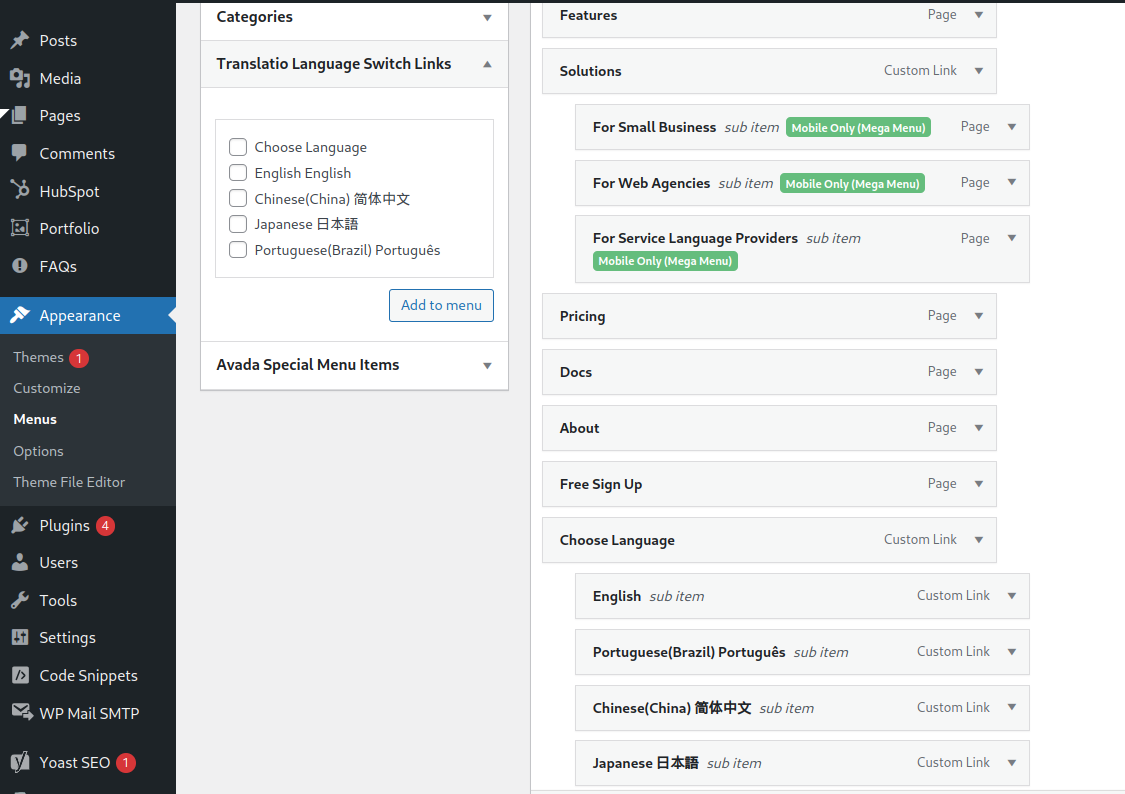 Posts
Media
Pages
Comments
HubSpot
Portfolio
FAQs
Appearance
Themes 1
Customize
Menus
Options
Theme File Editor
Plugins 4
Users
Tools
Settings
Code Snippets
WP Mail SMTP
Yoast SEO 1
Categories
Translatio Language Switch Links
Choose Language
English English
Chinese(China) 简体中文
Japanese 日本語
Portuguese(Brazil) Português
Add to menu
Avada Special Menu Items
Features Page
Solutions Custom Link
For Small Business sub item Mobile Only (Mega Menu) Page
For Web Agencies sub item Mobile Only (Mega Menu) Page
For Service Language Providers sub item Page
Mobile Only (Mega Menu)
Pricing Page
Docs Page
About Page
Free Sign Up Page
Choose Language Custom Link
English sub item Custom Link
Portuguese(Brazil) Português sub item Custom Link
Chinese(China) 简体中文 sub item Custom Link
Japanese 日本語 sub item Custom Link